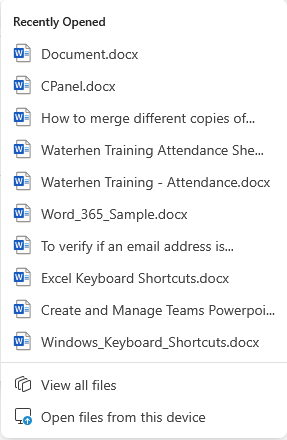 Recently Opened
Document.docx
CPanel.docx
How to merge different copies of...
Waterhen Training Attendance She...
Waterhen Training - Attendance.docx
Word_365_Sample.docx
To verify if an email address is...
Excel Keyboard Shortcuts.docx
Create and Manage Teams Powerpoi...
Windows_Keyboard_Shortcuts.docx
View all files
Open files from this device